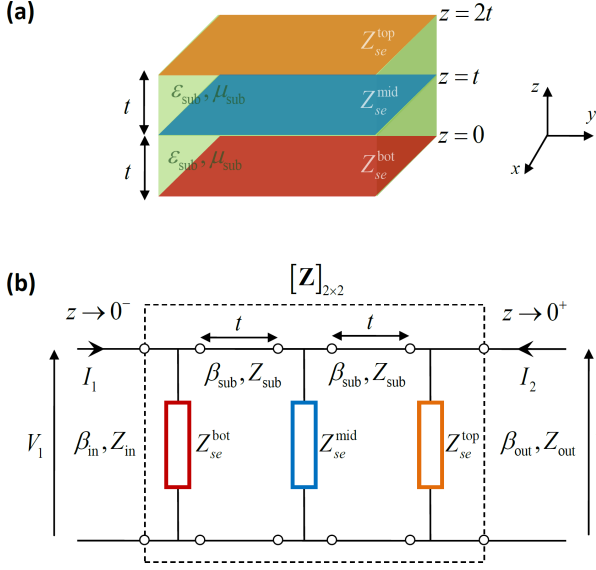 (a)
z = 2t
Z_se^top
z = t
t
ε_sub, μ_sub
Z_se^mid
z
z = 0
y
t
ε_sub, μ_sub
Z_se^bot
x
(b)
[Z]_2×2
z → 0⁻
t
t
z → 0⁺
I_1
β_sub, Z_sub
β_sub, Z_sub
I_2
V_1
β_in, Z_in
Z_se^bot
Z_se^mid
Z_se^top
β_out, Z_out